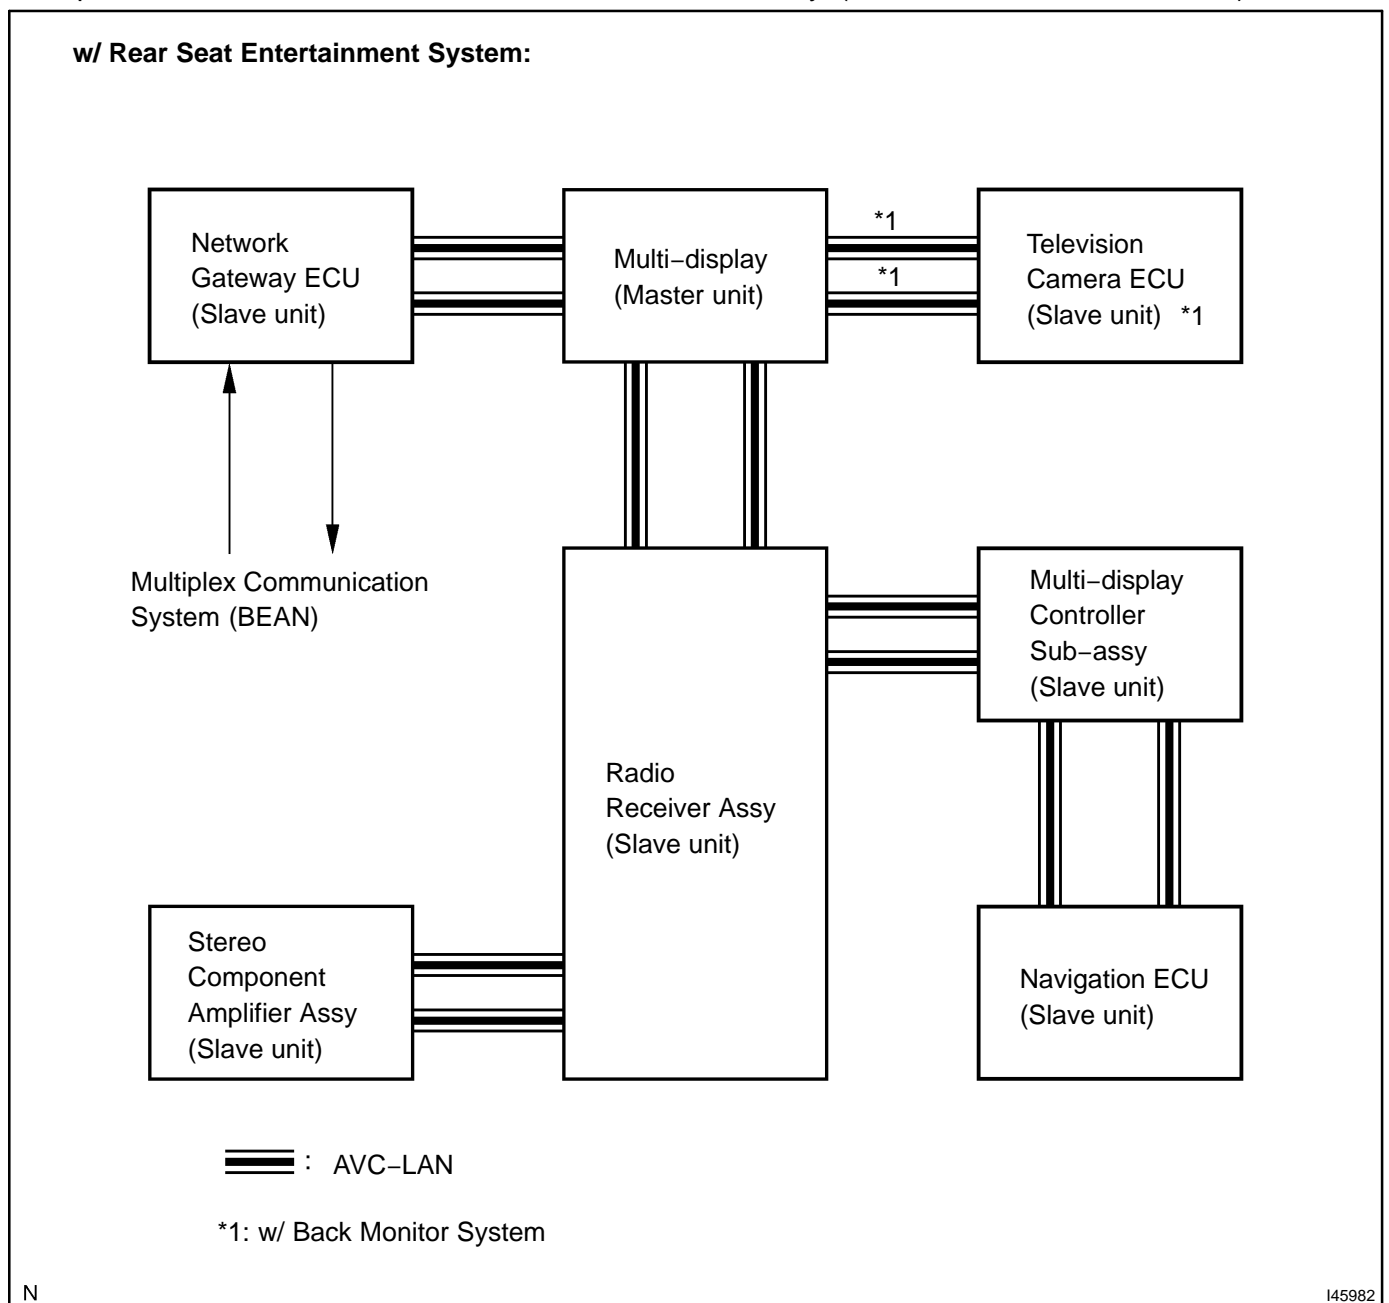 w/ Rear Seat Entertainment System:
Network
Gateway ECU
(Slave unit)
Multi−display
(Master unit)
*1
*1
Television
Camera ECU
(Slave unit) *1
Multiplex Communication
System (BEAN)
Multi−display
Controller
Sub−assy
(Slave unit)
Radio
Receiver Assy
(Slave unit)
Stereo
Component
Amplifier Assy
(Slave unit)
Navigation ECU
(Slave unit)
: AVC−LAN
*1: w/ Back Monitor System
N
I45982